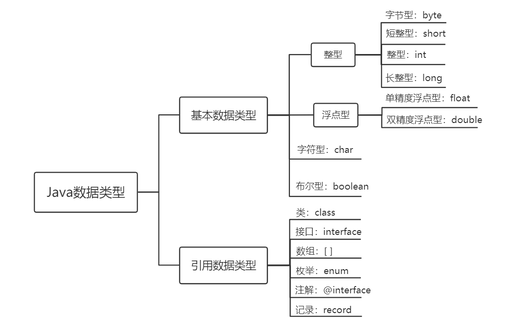 Java数据类型
基本数据类型
整型
字节型：byte
短整型：short
整型：int
长整型：long
浮点型
单精度浮点型：float
双精度浮点型：double
字符型：char
布尔型：boolean
引用数据类型
类：class
接口：interface
数组：[ ]
枚举：enum
注解：@interface
记录：record